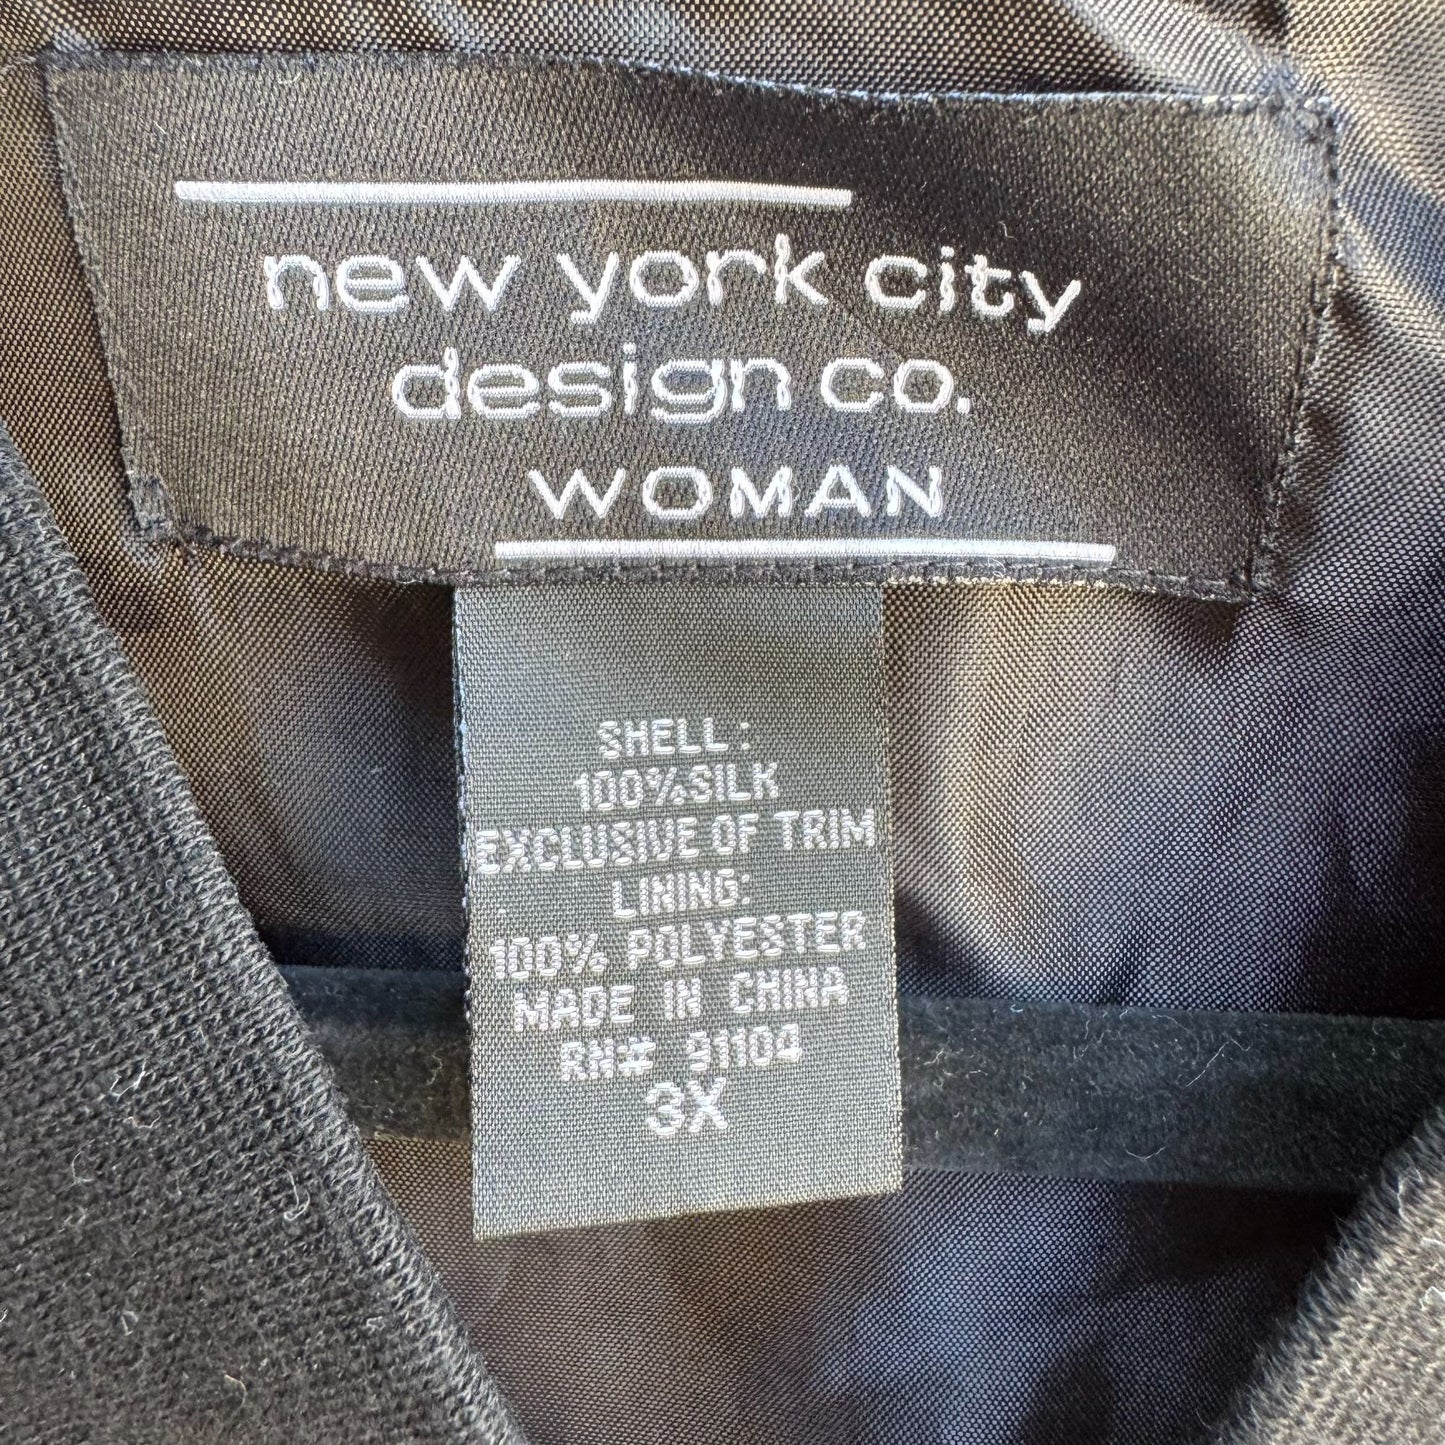 new york city
design co.
WOMAN
SHELL:
100%SILK
EXCLUSIVE OF TRIM
LINING:
100% POLYESTER
MADE IN CHINA
RN# 91104
3X